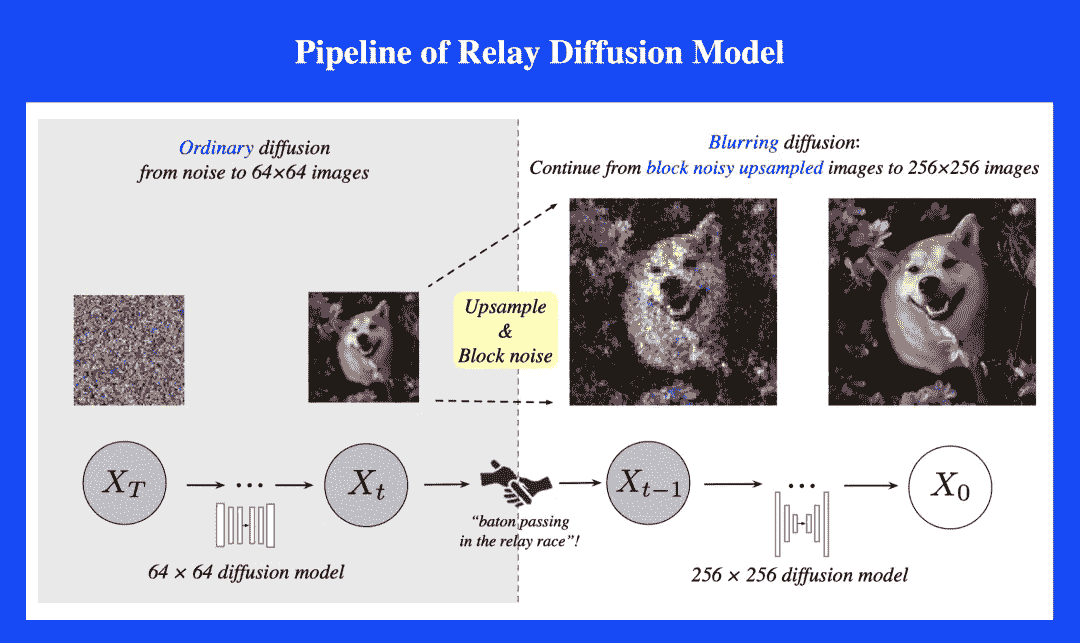 Pipeline of Relay Diffusion Model
Ordinary diffusion
from noise to 64×64 images
Blurring diffusion:
Continue from block noisy upsampled images to 256×256 images
Upsample
&
Block noise
X_T
...
X_t
X_{t−1}
...
X_0
"baton passing
in the relay race"!
64 × 64 diffusion model
256 × 256 diffusion model